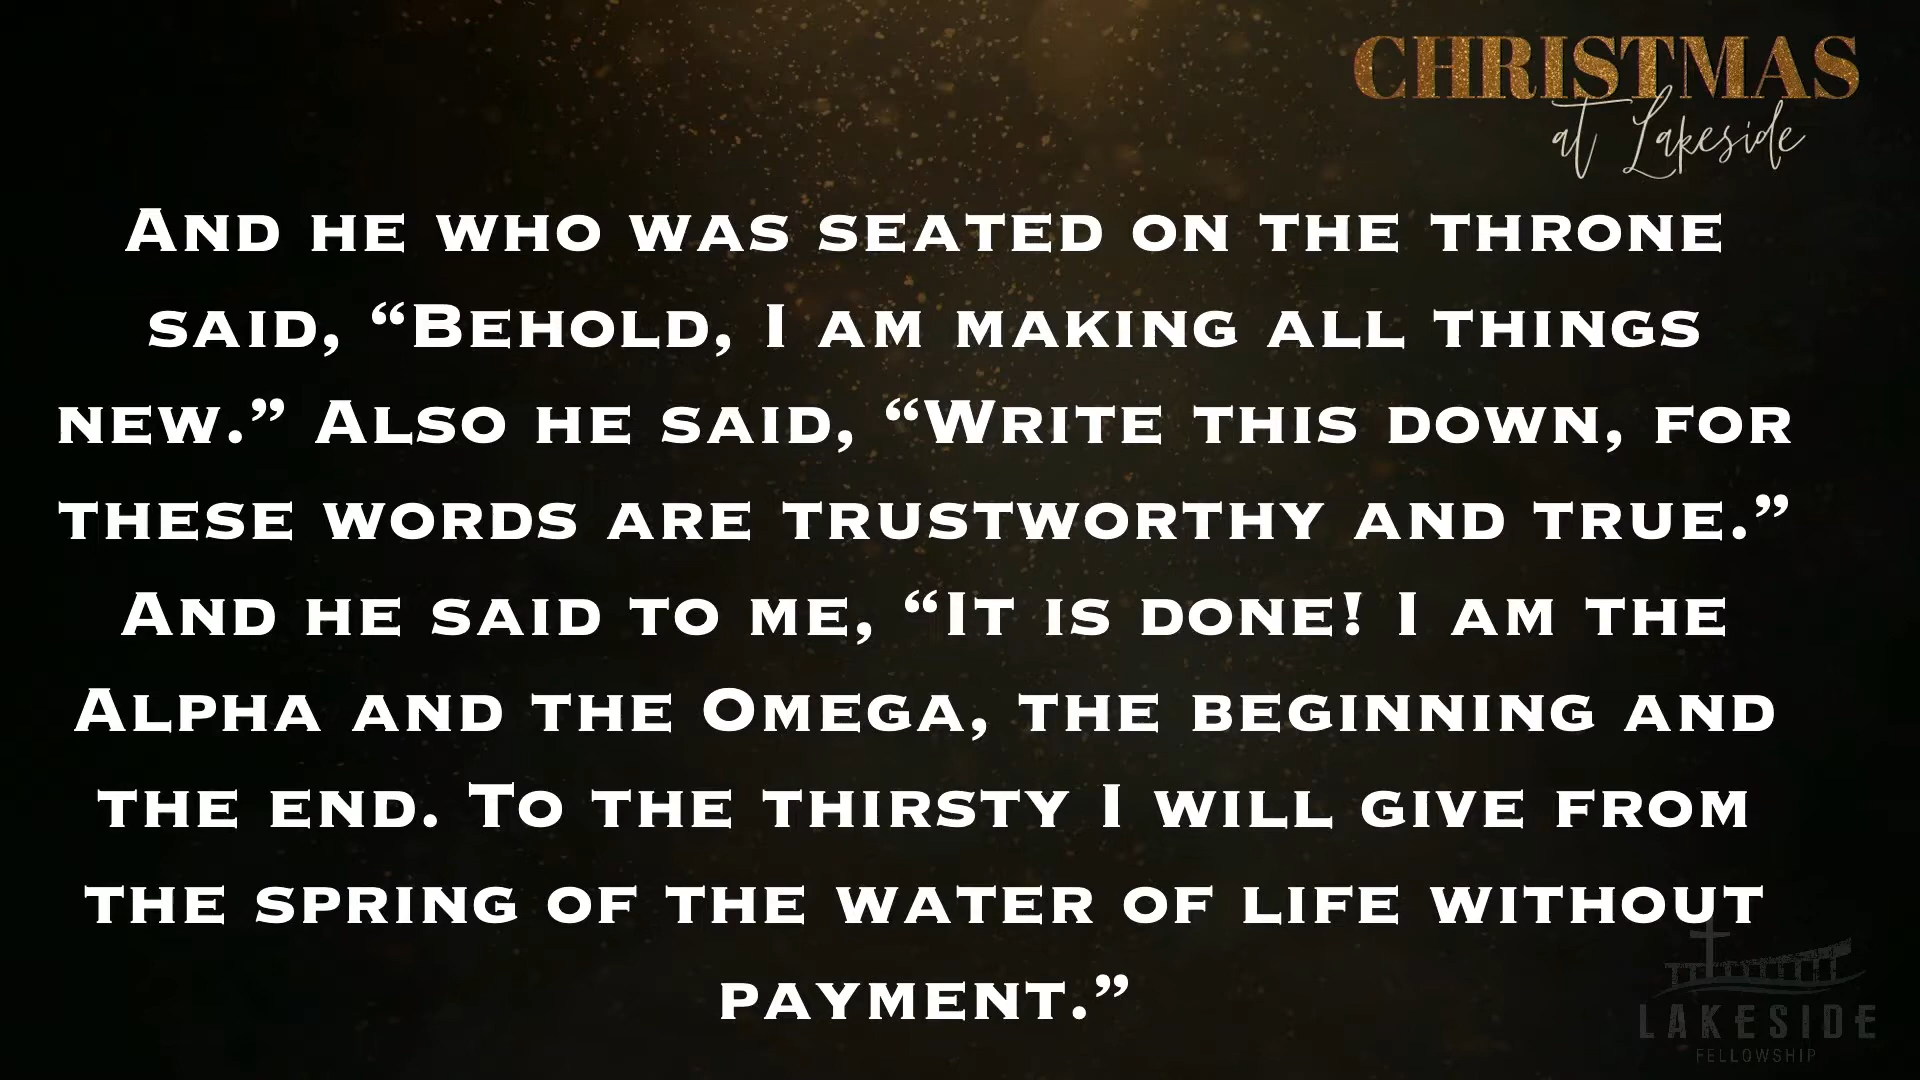 CHRISTMAS
at Lakeside
And he who was seated on the throne
said, “Behold, I am making all things
new.” Also he said, “Write this down, for
these words are trustworthy and true.”
And he said to me, “It is done! I am the
Alpha and the Omega, the beginning and
the end. To the thirsty I will give from
the spring of the water of life without
payment.”
LAKESIDE
FELLOWSHIP